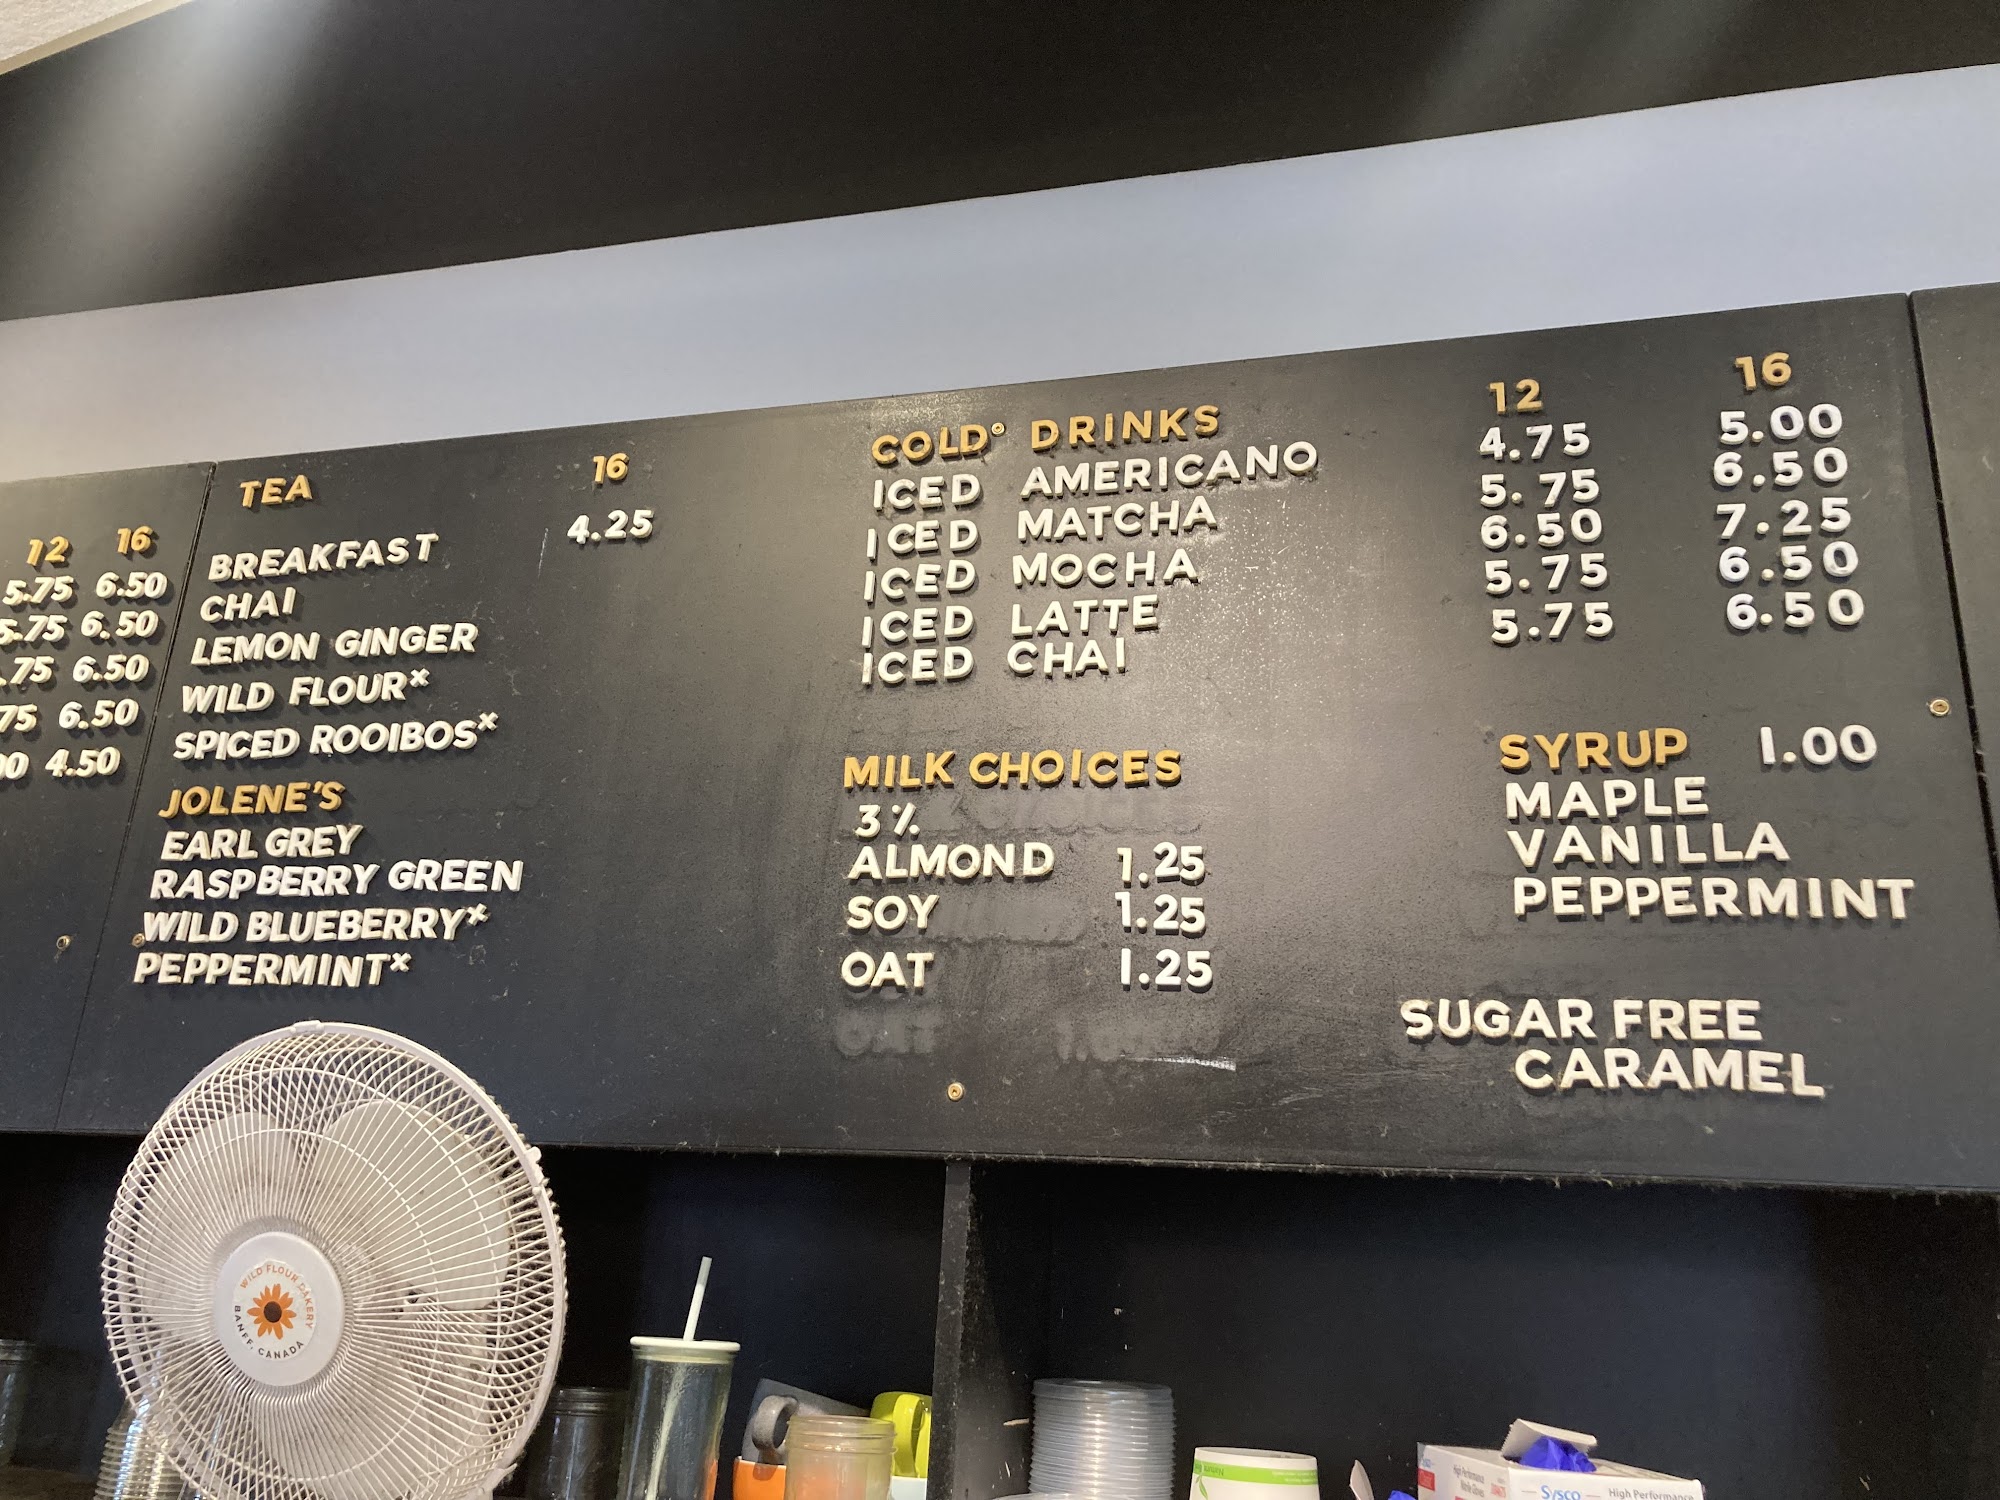 12 16
5.75 6.50
5.75 6.50
.75 6.50
75 6.50
00 4.50
TEA 16
4.25
BREAKFAST
CHAI
LEMON GINGER
WILD FLOUR×
SPICED ROOIBOS×
JOLENE'S
EARL GREY
RASPBERRY GREEN
WILD BLUEBERRY×
PEPPERMINT×
COLD DRINKS 12 16
ICED AMERICANO 4.75 5.00
ICED MATCHA 5.75 6.50
ICED MOCHA 6.50 7.25
ICED LATTE 5.75 6.50
ICED CHAI 5.75 6.50
MILK CHOICES
3%
ALMOND 1.25
SOY 1.25
OAT 1.25
SYRUP 1.00
MAPLE
VANILLA
PEPPERMINT
SUGAR FREE
CARAMEL
WILD FLOUR BAKERY
BANFF, CANADA
Sysco
High Performance